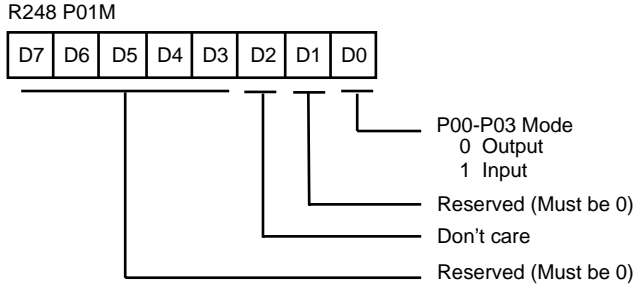 R248 P01M
D7 D6 D5 D4 D3 D2 D1 D0
P00-P03 Mode
0 Output
1 Input
Reserved (Must be 0)
Don't care
Reserved (Must be 0)